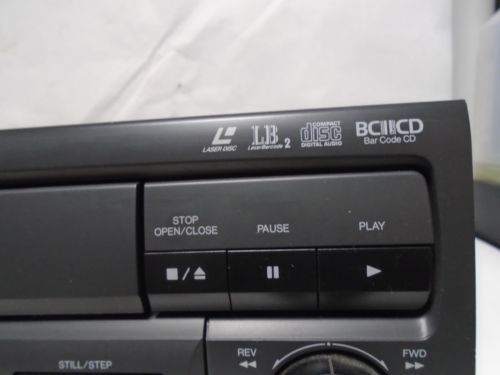 LASER DISC
LB 2
LaserBarcode
COMPACT
disc
DIGITAL AUDIO
BC CD
Bar Code CD
STOP
OPEN/CLOSE
PAUSE
PLAY
STILL/STEP
REV
FWD